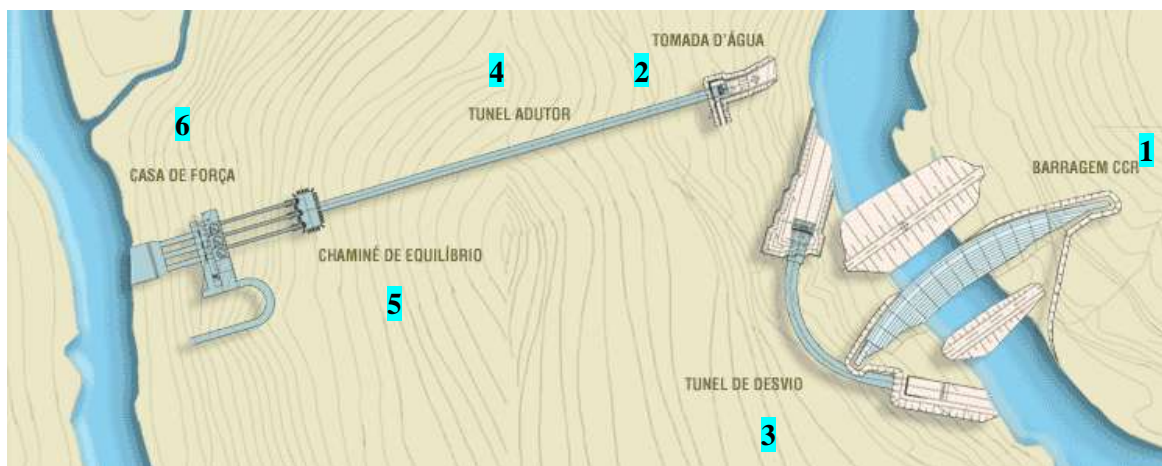 TOMADA D'ÁGUA
4
2
TUNEL ADUTOR
6
1
CASA DE FORÇA
BARRAGEM CCR
CHAMINÉ DE EQUILÍBRIO
5
TUNEL DE DESVIO
3